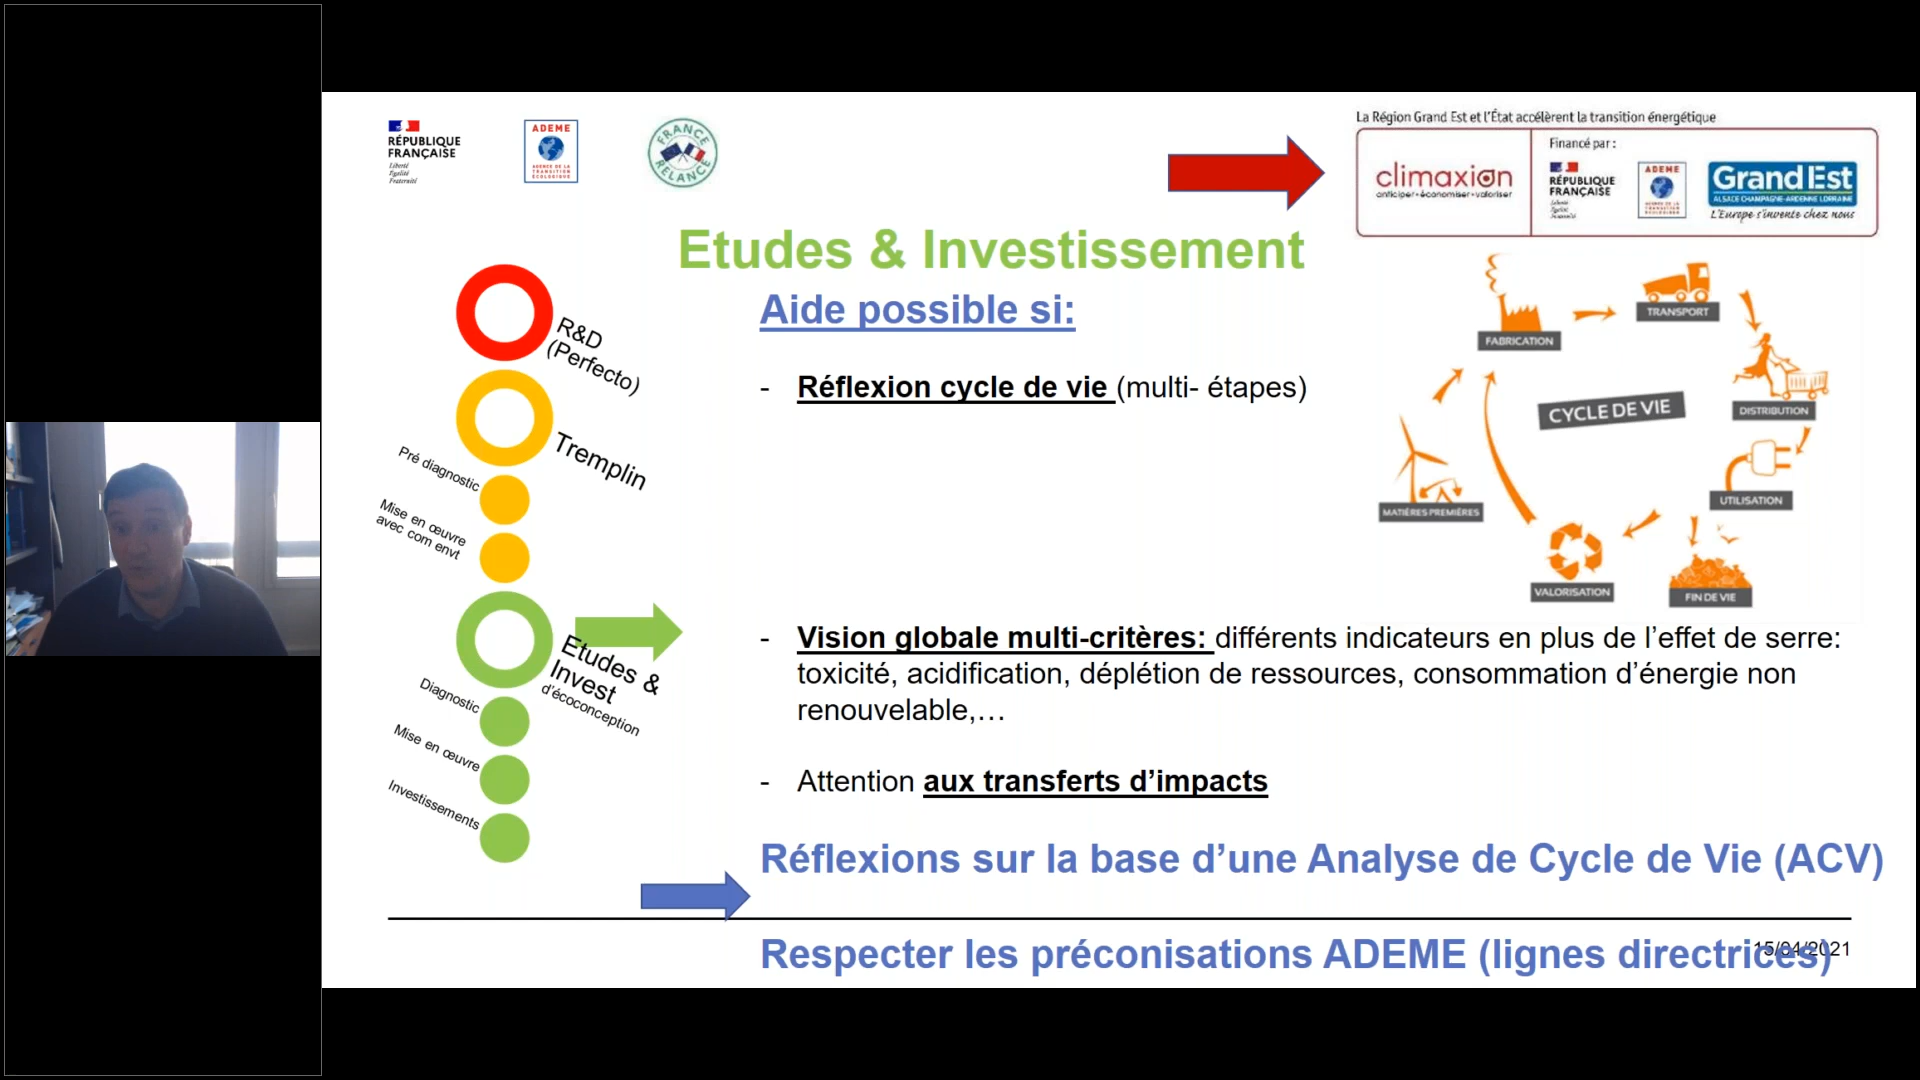 RÉPUBLIQUE
FRANÇAISE
Liberté
Égalité
Fraternité
ADEME
AGENCE DE LA
TRANSITION
ÉCOLOGIQUE
FRANCE
RELANCE
La Région Grand Est et l'État accélèrent la transition énergétique
climaxion
anticiper • économiser • valoriser
Financé par :
RÉPUBLIQUE
FRANÇAISE
ADEME
Grand Est
ALSACE CHAMPAGNE-ARDENNE LORRAINE
L'Europe s'invente chez nous
Etudes & Investissement
Aide possible si:
- Réflexion cycle de vie (multi- étapes)
R&D
(Perfecto)
Tremplin
Pré diagnostic
Mise en œuvre
avec com envt
Etudes &
Invest
d'écoconception
Diagnostic
Mise en œuvre
Investissements
FABRICATION
TRANSPORT
DISTRIBUTION
CYCLE DE VIE
UTILISATION
MATIÈRES PREMIÈRES
VALORISATION
FIN DE VIE
- Vision globale multi-critères: différents indicateurs en plus de l'effet de serre:
toxicité, acidification, déplétion de ressources, consommation d'énergie non
renouvelable,…
- Attention aux transferts d'impacts
Réflexions sur la base d'une Analyse de Cycle de Vie (ACV)
Respecter les préconisations ADEME (lignes directrices)
15/04/2021